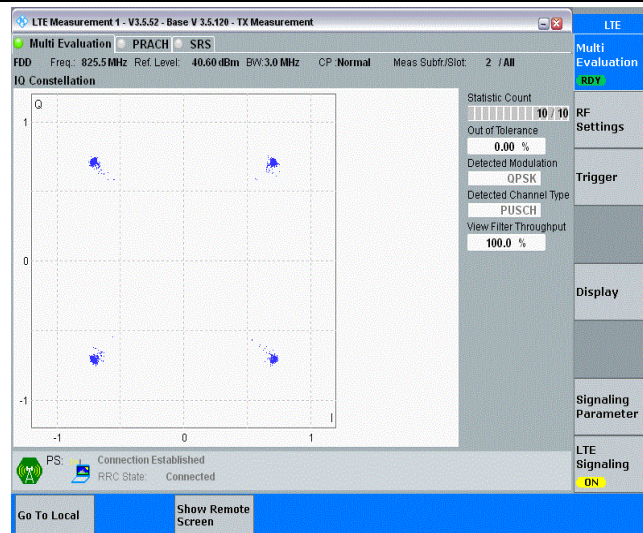 LTE Measurement 1 - V3.5.52 - Base V 3.5.120 - TX Measurement
LTE
Multi Evaluation PRACH SRS
Multi
Evaluation
RDY
FDD Freq.: 825.5 MHz Ref. Level: 40.60 dBm BW:3.0 MHz CP :Normal Meas Subfr./Slot: 2 / All
IQ Constellation
Q
1
0
-1
-1 0 1
I
Statistic Count
10 / 10
Out of Tolerance
0.00 %
Detected Modulation
QPSK
Detected Channel Type
PUSCH
View Filter Throughput
100.0 %
RF
Settings
Trigger
Display
Signaling
Parameter
LTE
Signaling
ON
PS: Connection Established
RRC State: Connected
Go To Local
Show Remote
Screen